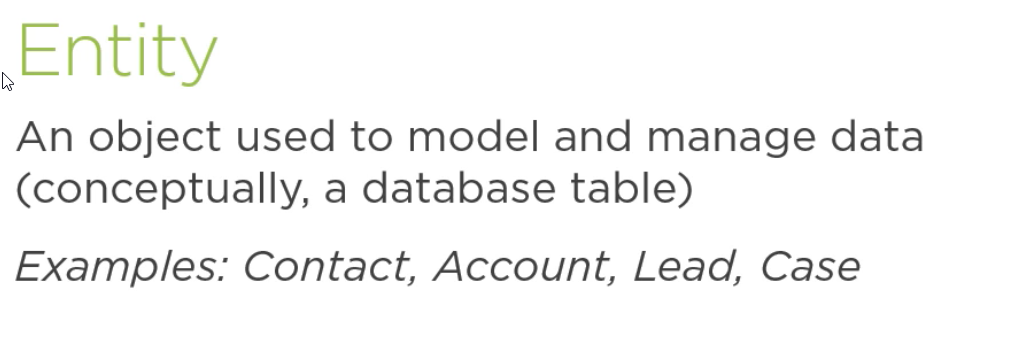 Entity
An object used to model and manage data
(conceptually, a database table)
Examples: Contact, Account, Lead, Case